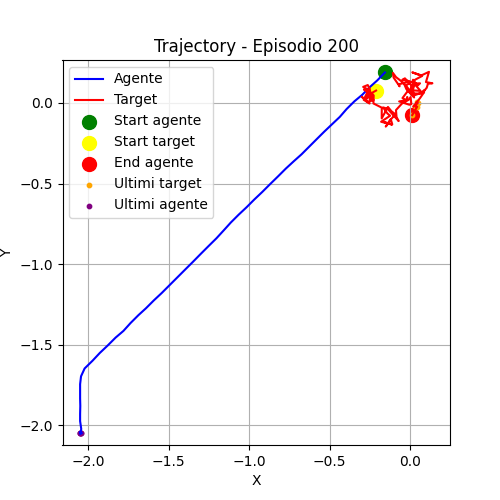 Trajectory - Episodio 200
Agente
Target
Start agente
Start target
End agente
Ultimi target
Ultimi agente
0.0
−0.5
−1.0
−1.5
−2.0
Y
−2.0 −1.5 −1.0 −0.5 0.0
X